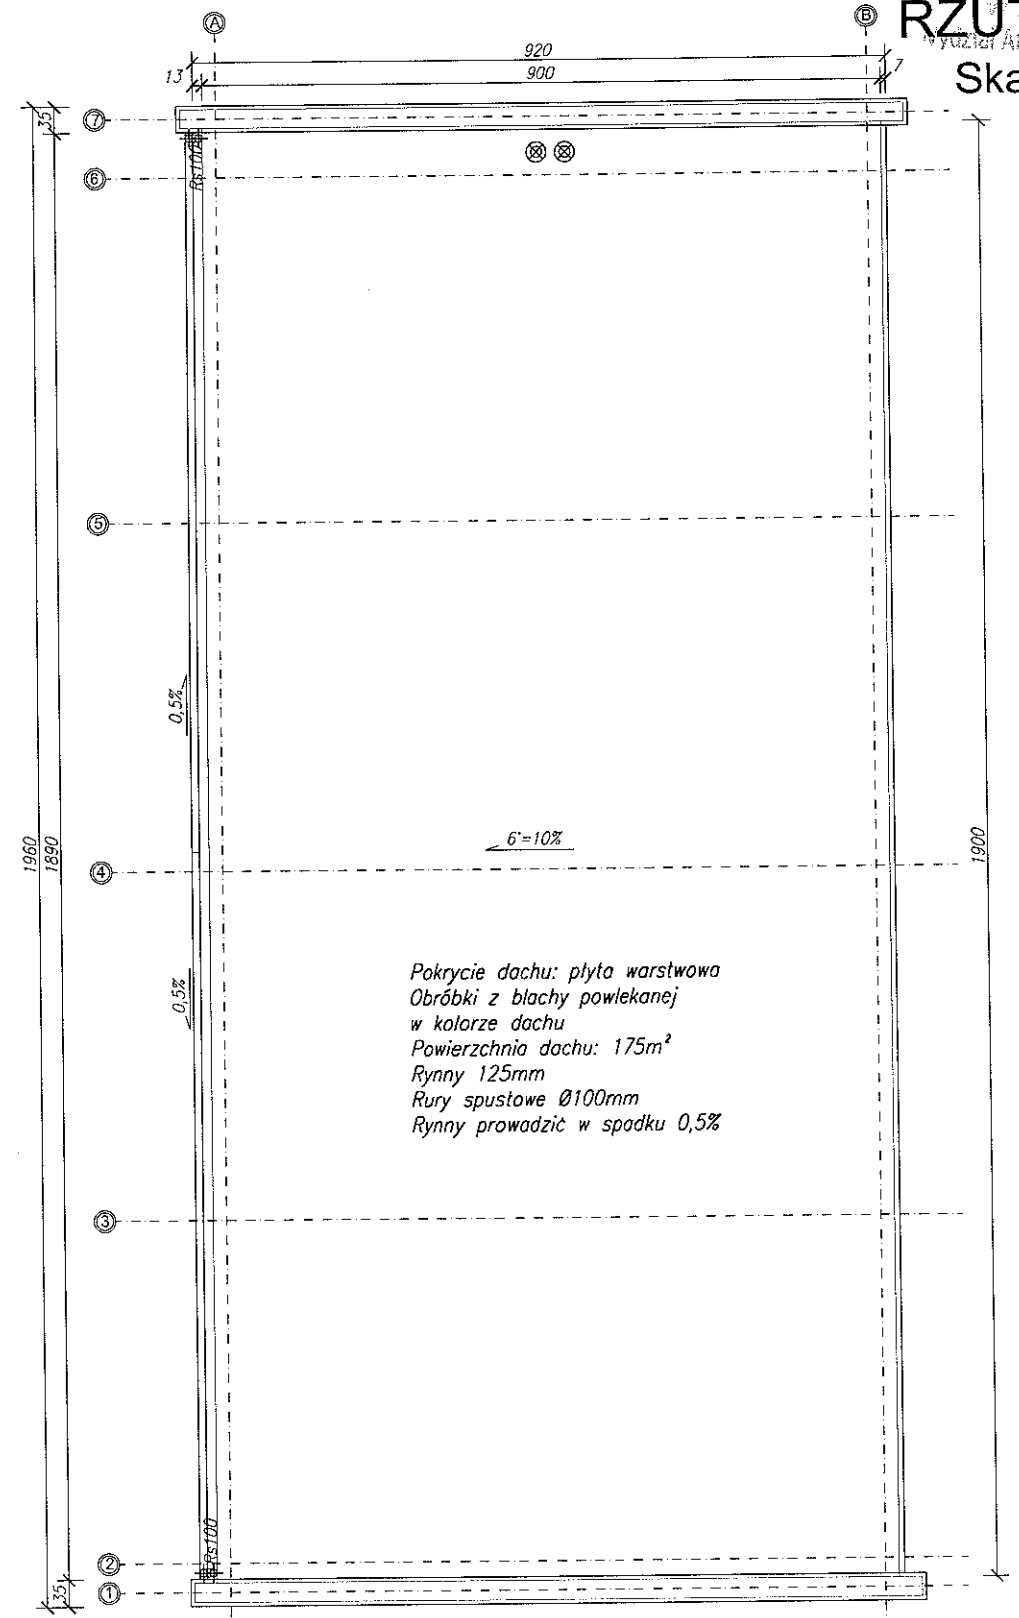 A
B
RZUT
Ska
920
13
900
7
35
7
Rs100
6
5
0,5%
6°=10%
1960
1890
1900
4
0,5%
Pokrycie dachu: płyta warstwowa
Obróbki z blachy powlekanej
w kolorze dachu
Powierzchnia dachu: 175m²
Rynny 125mm
Rury spustowe Ø100mm
Rynny prowadzić w spadku 0,5%
3
Rs100
2
35
1